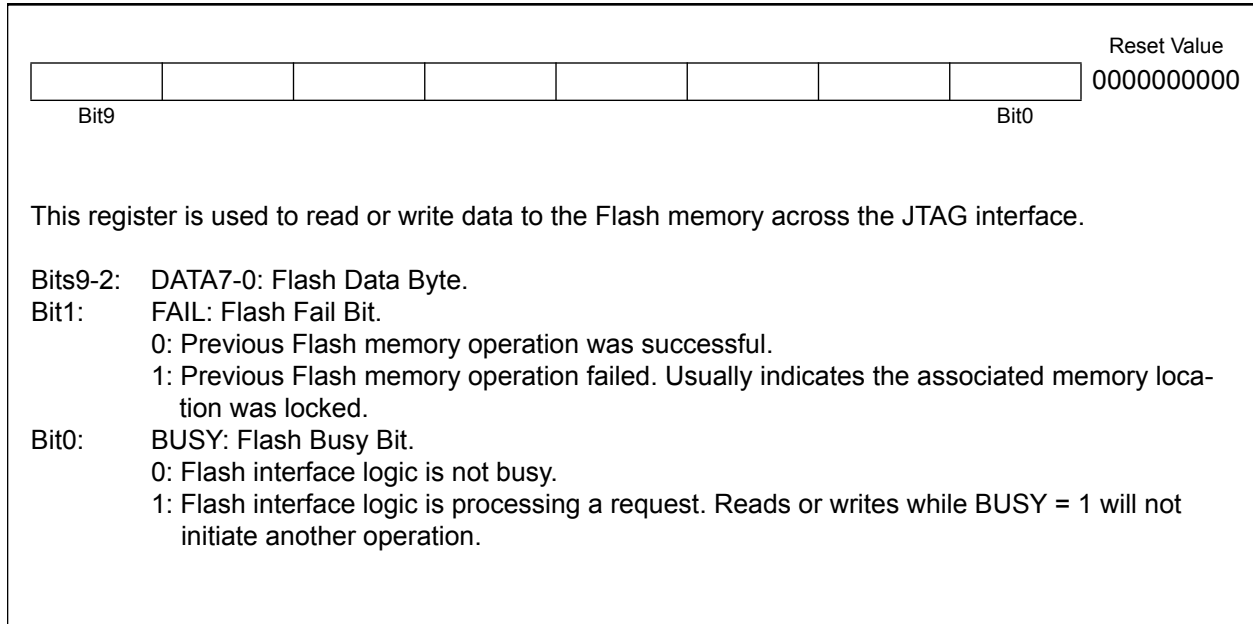 Reset Value
0000000000
Bit9 Bit0
This register is used to read or write data to the Flash memory across the JTAG interface.
Bits9-2: DATA7-0: Flash Data Byte.
Bit1: FAIL: Flash Fail Bit.
0: Previous Flash memory operation was successful.
1: Previous Flash memory operation failed. Usually indicates the associated memory loca-
tion was locked.
Bit0: BUSY: Flash Busy Bit.
0: Flash interface logic is not busy.
1: Flash interface logic is processing a request. Reads or writes while BUSY = 1 will not
initiate another operation.